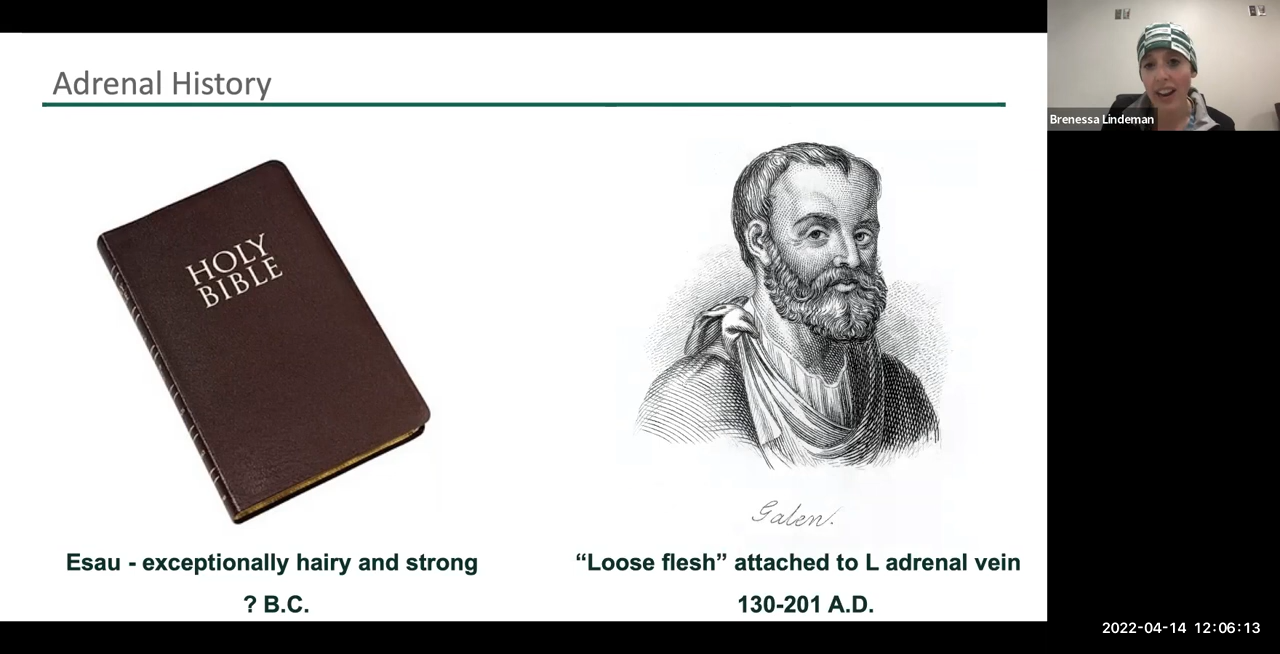 Adrenal History
HOLY
BIBLE
Galen.
Esau - exceptionally hairy and strong
? B.C.
“Loose flesh” attached to L adrenal vein
130-201 A.D.
Brenessa Lindeman
2022-04-14 12:06:13